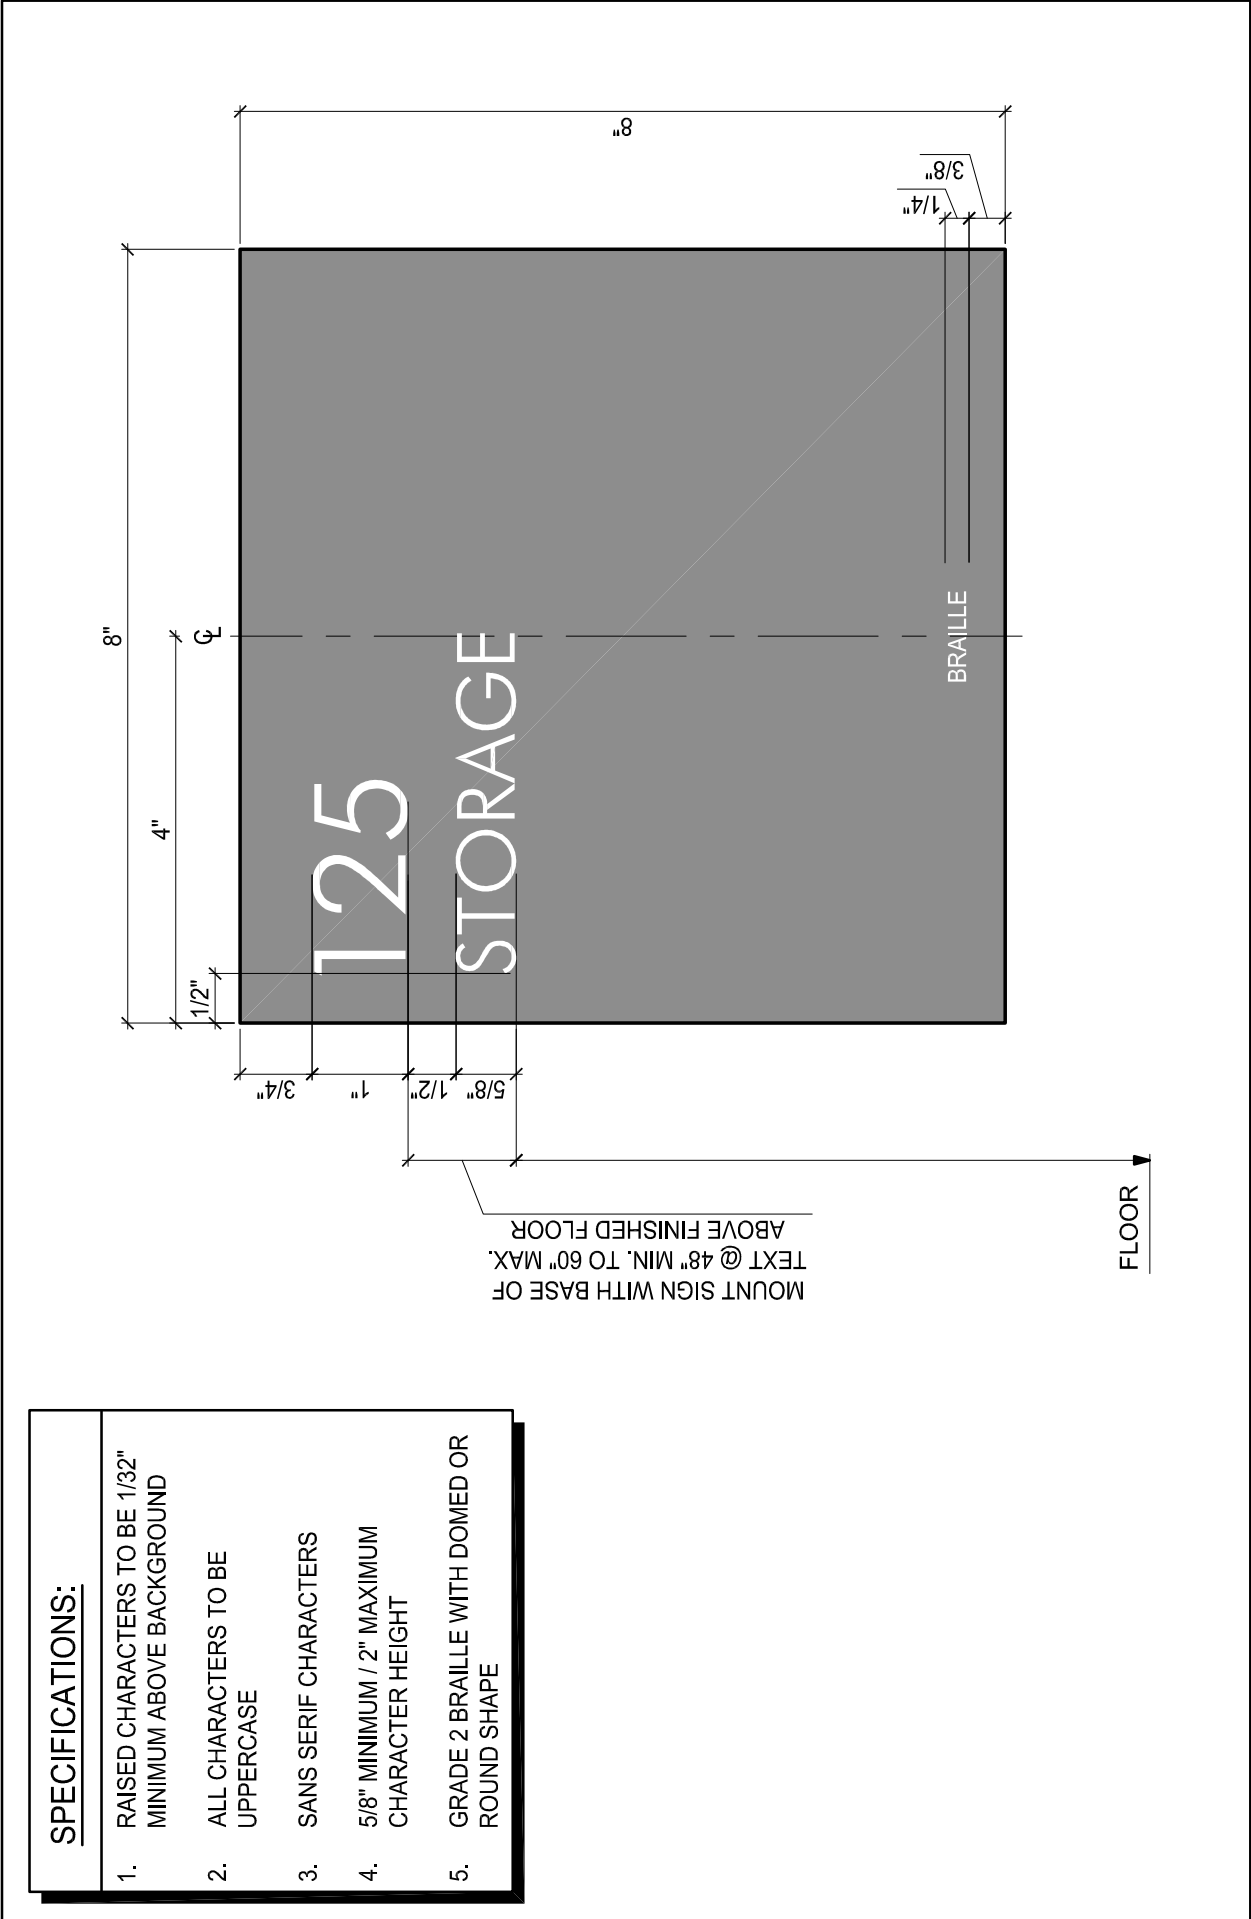 SPECIFICATIONS:
1. RAISED CHARACTERS TO BE 1/32"
MINIMUM ABOVE BACKGROUND
2. ALL CHARACTERS TO BE
UPPERCASE
3. SANS SERIF CHARACTERS
4. 5/8" MINIMUM / 2" MAXIMUM
CHARACTER HEIGHT
5. GRADE 2 BRAILLE WITH DOMED OR
ROUND SHAPE
8"
4"
1/2"
CL
3/4"
1"
1/2"
5/8"
125
STORAGE
BRAILLE
8"
1/4"
3/8"
MOUNT SIGN WITH BASE OF
TEXT @ 48" MIN. TO 60" MAX.
ABOVE FINISHED FLOOR
FLOOR